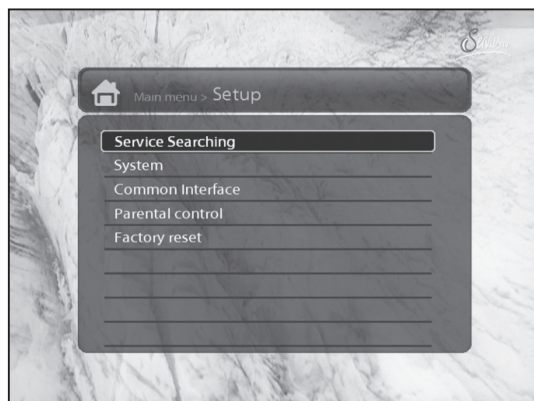 Main menu > Setup
Service Searching
System
Common Interface
Parental control
Factory reset